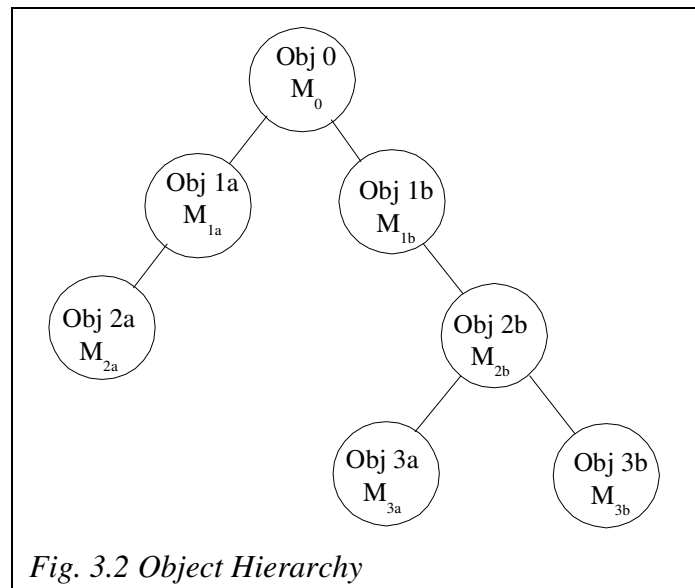 Obj 0
M₀
Obj 1a
M₁ₐ
Obj 1b
M₁b
Obj 2a
M₂ₐ
Obj 2b
M₂b
Obj 3a
M₃ₐ
Obj 3b
M₃b
Fig. 3.2 Object Hierarchy